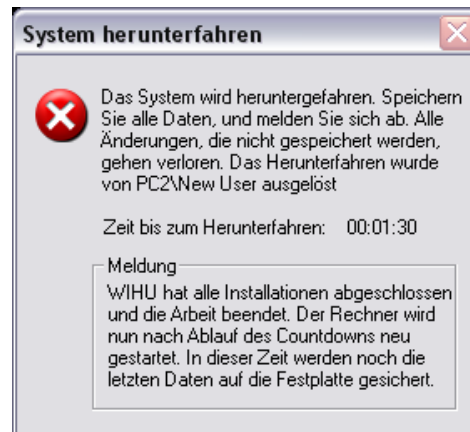 System herunterfahren
Das System wird heruntergefahren. Speichern
Sie alle Daten, und melden Sie sich ab. Alle
Änderungen, die nicht gespeichert werden,
gehen verloren. Das Herunterfahren wurde
von PC2\New User ausgelöst
Zeit bis zum Herunterfahren: 00:01:30
Meldung
WIHU hat alle Installationen abgeschlossen
und die Arbeit beendet. Der Rechner wird
nun nach Ablauf des Countdowns neu
gestartet. In dieser Zeit werden noch die
letzten Daten auf die Festplatte gesichert.